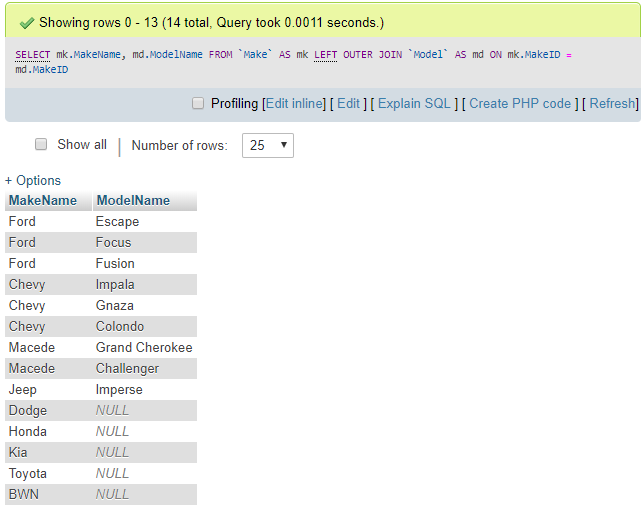 Showing rows 0 - 13 (14 total, Query took 0.0011 seconds.)
SELECT mk.MakeName, md.ModelName FROM `Make` AS mk LEFT OUTER JOIN `Model` AS md ON mk.MakeID =
md.MakeID
Profiling [Edit inline] [ Edit ] [ Explain SQL ] [ Create PHP code ] [ Refresh]
Show all | Number of rows: 25
+ Options
MakeName ModelName
Ford Escape
Ford Focus
Ford Fusion
Chevy Impala
Chevy Gnaza
Chevy Colondo
Macede Grand Cherokee
Macede Challenger
Jeep Imperse
Dodge NULL
Honda NULL
Kia NULL
Toyota NULL
BWN NULL